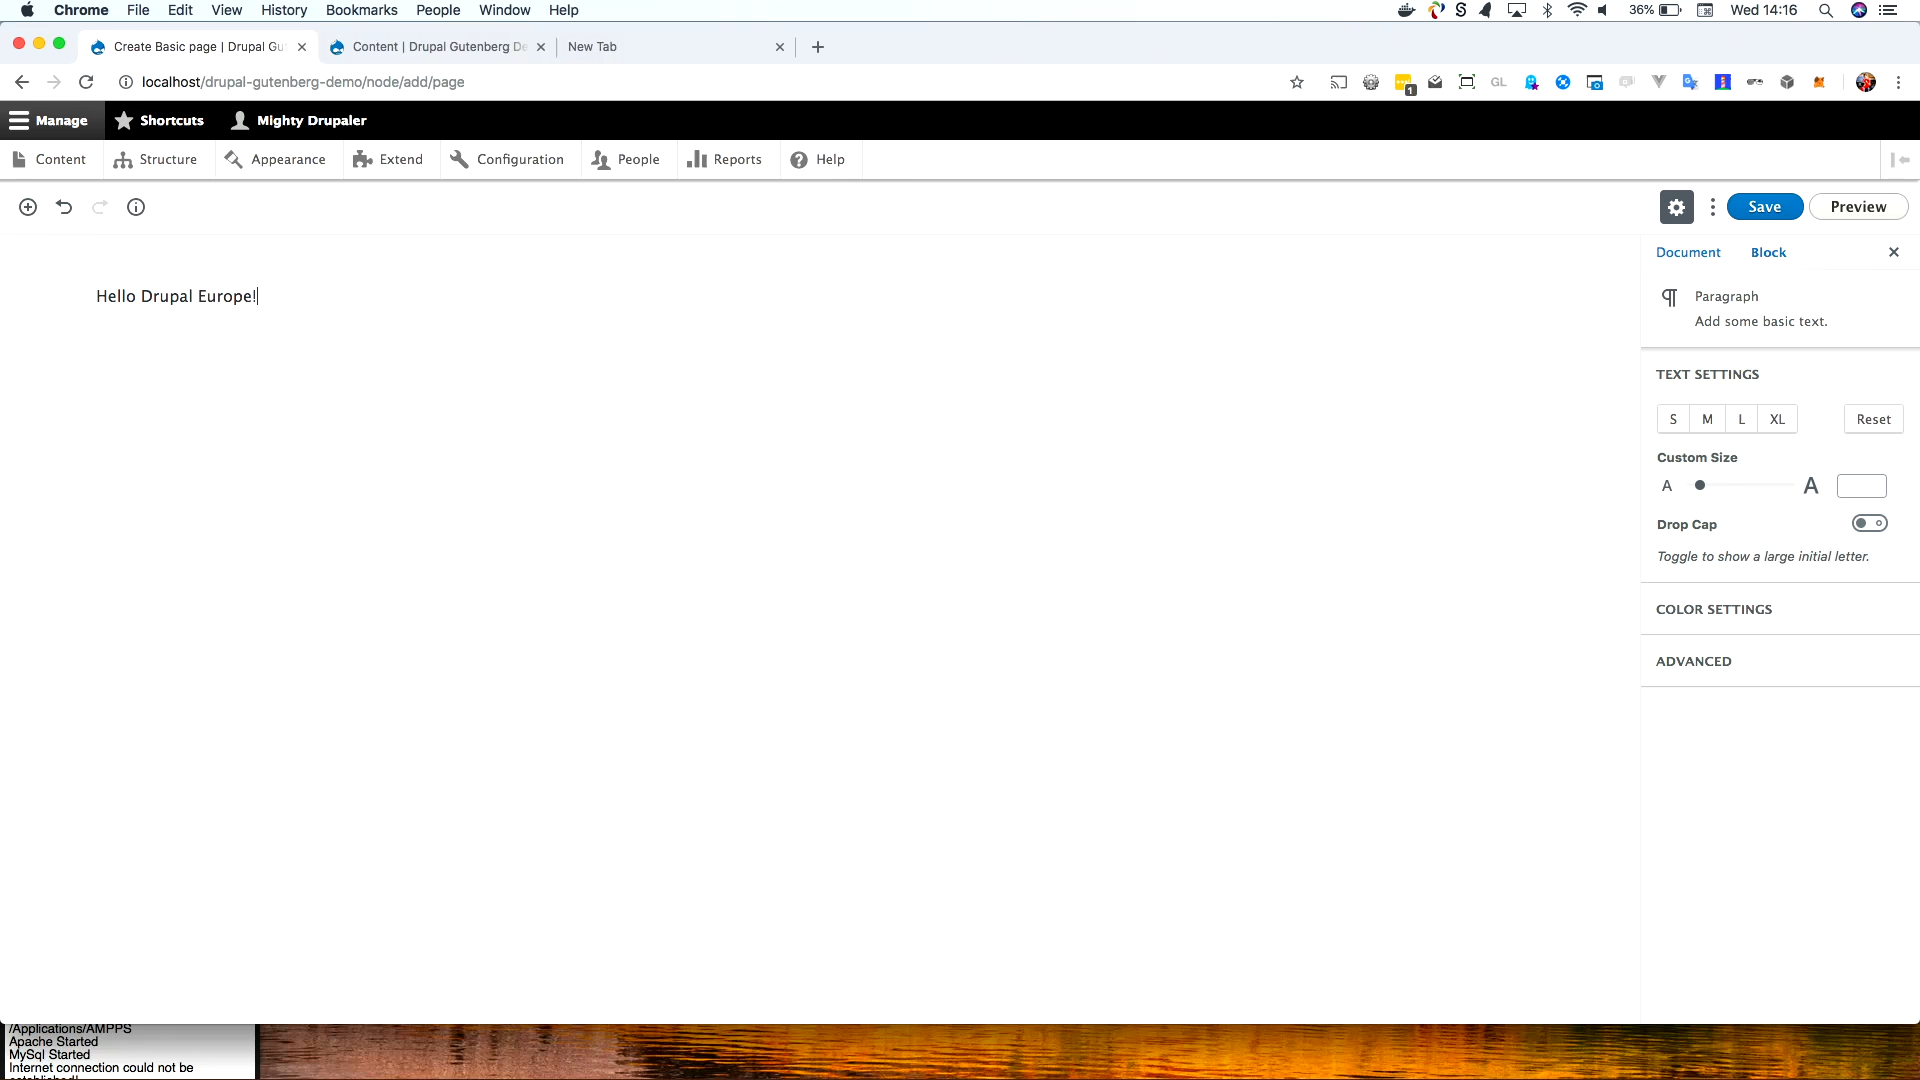 Chrome File Edit View History Bookmarks People Window Help 36% Wed 14:16
Create Basic page | Drupal Gu Content | Drupal Gutenberg De New Tab
localhost/drupal-gutenberg-demo/node/add/page 1 GL
Manage Shortcuts Mighty Drupaler
Content Structure Appearance Extend Configuration People Reports Help
Save Preview
Document Block
Hello Drupal Europe!
Paragraph
Add some basic text.
TEXT SETTINGS
S M L XL Reset
Custom Size
A A
Drop Cap
Toggle to show a large initial letter.
COLOR SETTINGS
ADVANCED
/Applications/AMPPS
Apache Started
MySql Started
Internet connection could not be